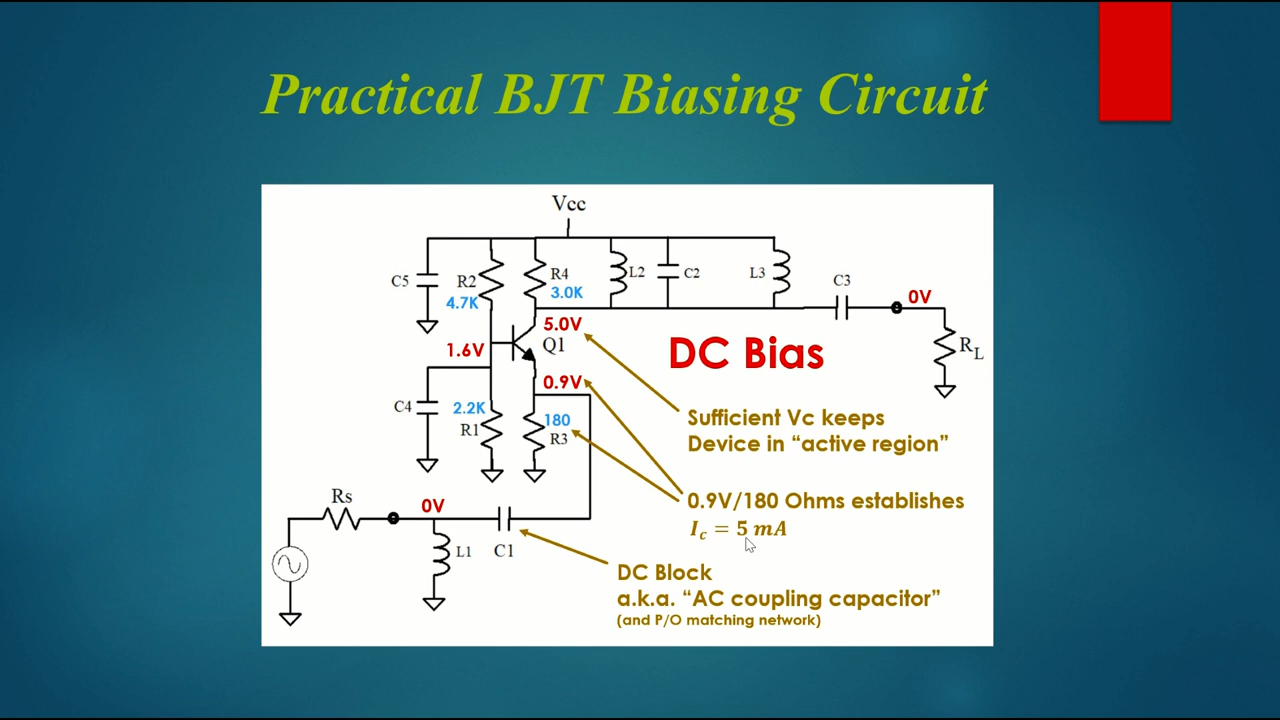 Practical BJT Biasing Circuit
Vcc
C5
R2
4.7K
R4
3.0K
L2
C2
L3
C3
0V
5.0V
Q1
1.6V
DC Bias
R_L
0.9V
C4
2.2K
R1
180
R3
Sufficient Vc keeps
Device in “active region”
0.9V/180 Ohms establishes
I_c = 5 mA
Rs
0V
L1
C1
DC Block
a.k.a. “AC coupling capacitor”
(and P/O matching network)